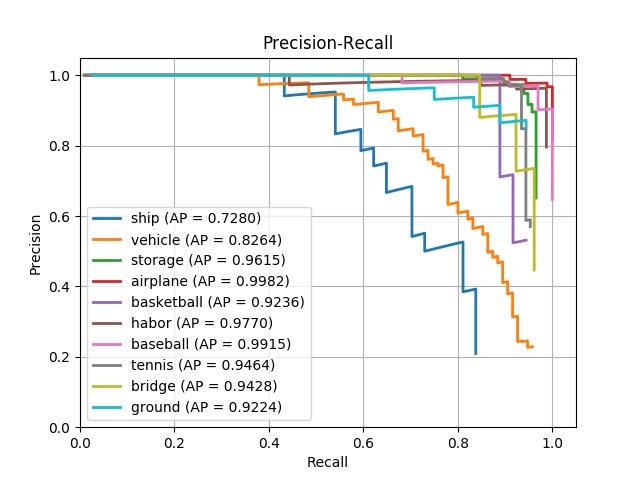 Precision-Recall
1.0
0.8
0.6
0.4
0.2
0.0
Precision
ship (AP = 0.7280)
vehicle (AP = 0.8264)
storage (AP = 0.9615)
airplane (AP = 0.9982)
basketball (AP = 0.9236)
habor (AP = 0.9770)
baseball (AP = 0.9915)
tennis (AP = 0.9464)
bridge (AP = 0.9428)
ground (AP = 0.9224)
0.0 0.2 0.4 0.6 0.8 1.0
Recall